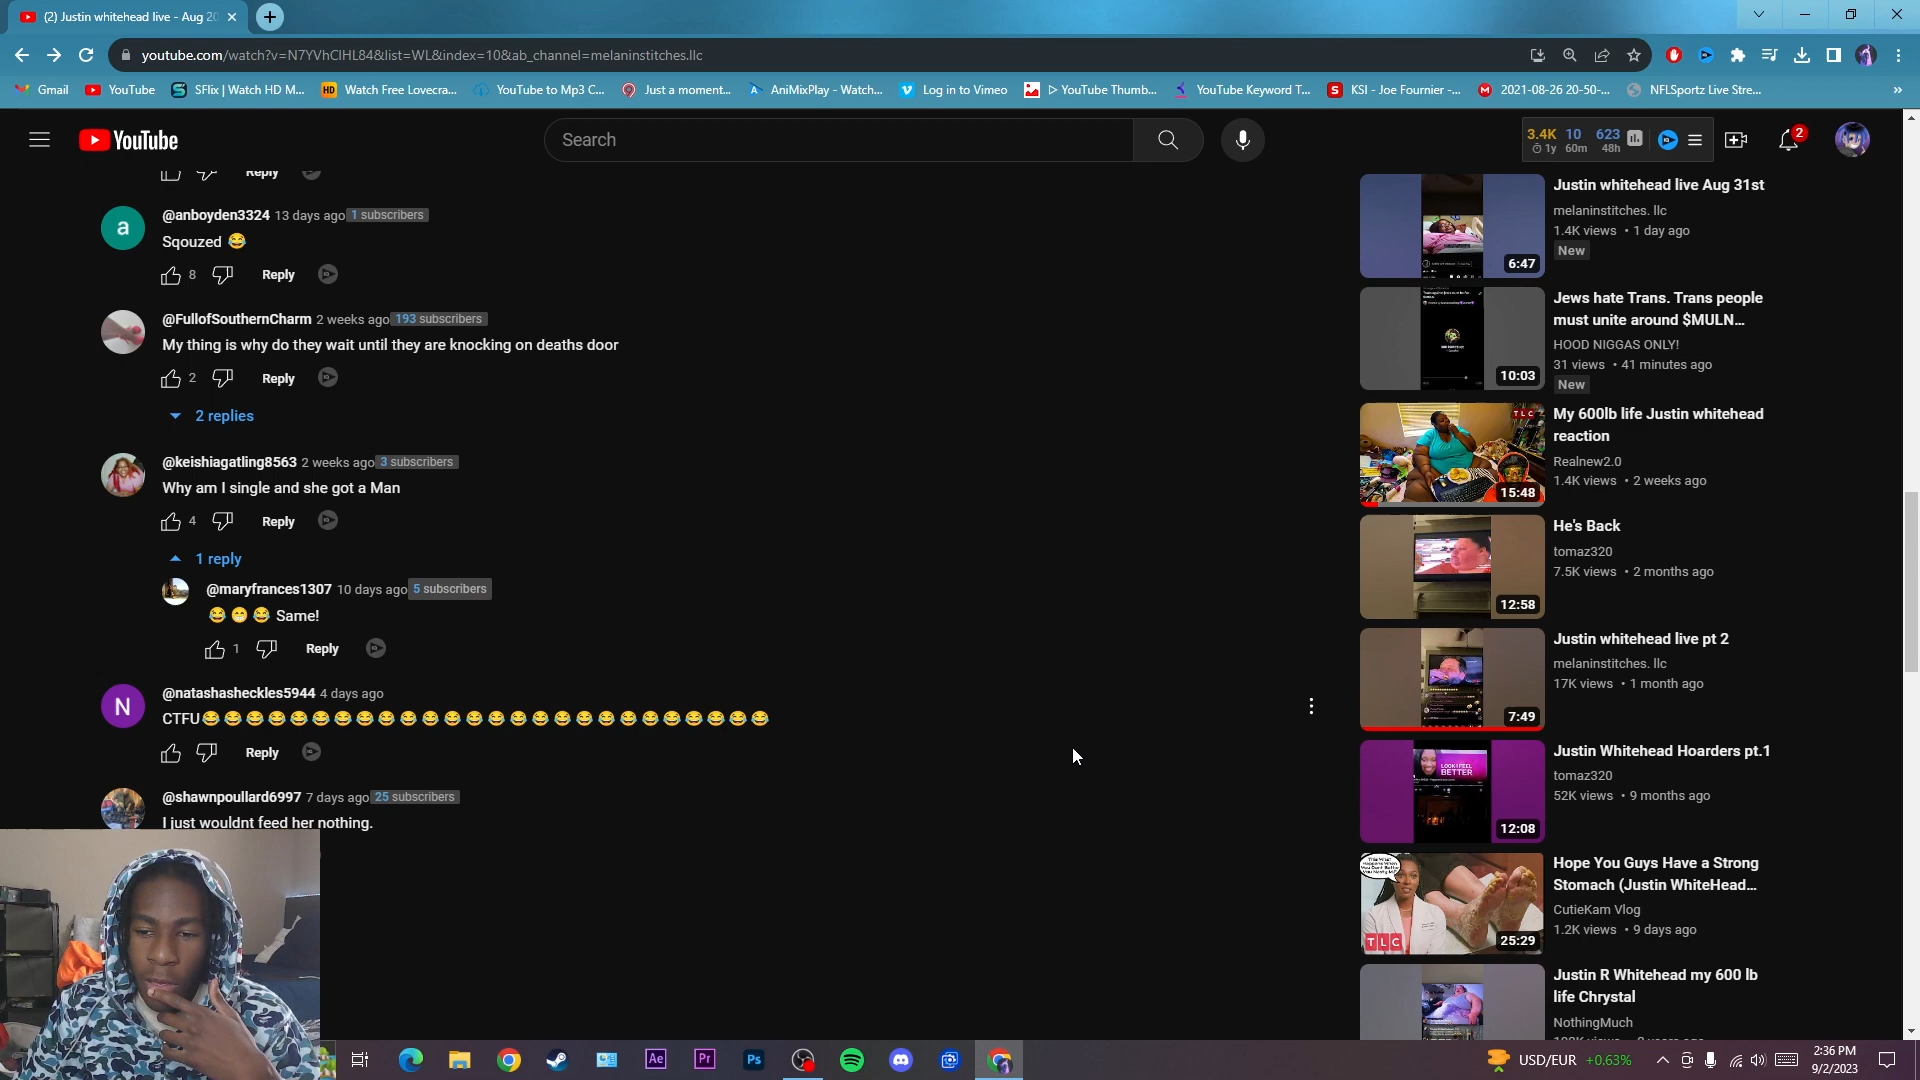 (2) Justin whitehead live - Aug 20
youtube.com/watch?v=N7YVhCIHL84&list=WL&index=10&ab_channel=melaninstitches.llc
Gmail YouTube SFlix | Watch HD M... Watch Free Lovecra... YouTube to Mp3 C... Just a moment... AniMixPlay - Watch... Log in to Vimeo ▷ YouTube Thumb... YouTube Keyword T... KSI - Joe Fournier -... 2021-08-26 20-50-... NFLSportz Live Stre... »
YouTube
Search
3.4K 10 623
1y 60m 48h
2
Reply
@anboyden3324 13 days ago 1 subscribers
Sqouzed 😂
8 Reply
@FullofSouthernCharm 2 weeks ago 193 subscribers
My thing is why do they wait until they are knocking on deaths door
2 Reply
2 replies
@keishiagatling8563 2 weeks ago 3 subscribers
Why am I single and she got a Man
4 Reply
1 reply
@maryfrances1307 10 days ago 5 subscribers
😂😁😂 Same!
1 Reply
@natashasheckles5944 4 days ago
CTFU😂😂😂😂😂😂😂😂😂😂😂😂😂😂😂😂😂😂😂😂😂😂😂😂😂😂
Reply
@shawnpoullard6997 7 days ago 25 subscribers
I just wouldnt feed her nothing.
Justin whitehead live Aug 31st
melaninstitches. llc
1.4K views • 1 day ago
New
6:47
Jews hate Trans. Trans people
must unite around $MULN...
HOOD NIGGAS ONLY!
31 views • 41 minutes ago
New
10:03
My 600lb life Justin whitehead
reaction
Realnew2.0
1.4K views • 2 weeks ago
TLC
15:48
He's Back
tomaz320
7.5K views • 2 months ago
12:58
Justin whitehead live pt 2
melaninstitches. llc
17K views • 1 month ago
7:49
Justin Whitehead Hoarders pt.1
tomaz320
52K views • 9 months ago
LOOK I FEEL
BETTER
12:08
Hope You Guys Have a Strong
Stomach (Justin WhiteHead...
CutieKam Vlog
1.2K views • 9 days ago
TLC
25:29
Justin R Whitehead my 600 lb
life Chrystal
NothingMuch
Ae Pr Ps
USD/EUR +0.63%
2:36 PM
9/2/2023